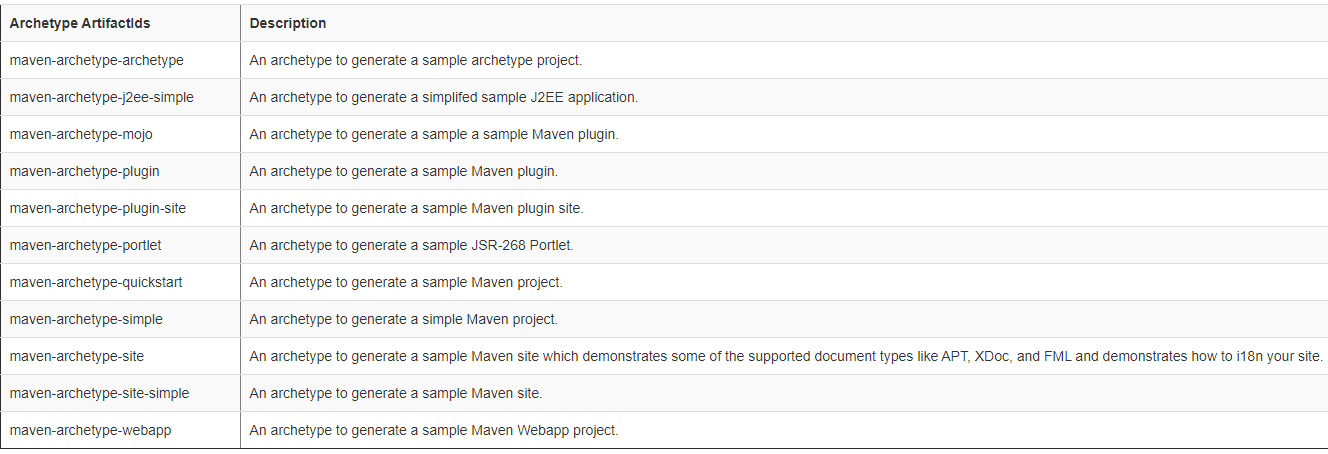 Archetype ArtifactIds Description
maven-archetype-archetype An archetype to generate a sample archetype project.
maven-archetype-j2ee-simple An archetype to generate a simplifed sample J2EE application.
maven-archetype-mojo An archetype to generate a sample a sample Maven plugin.
maven-archetype-plugin An archetype to generate a sample Maven plugin.
maven-archetype-plugin-site An archetype to generate a sample Maven plugin site.
maven-archetype-portlet An archetype to generate a sample JSR-268 Portlet.
maven-archetype-quickstart An archetype to generate a sample Maven project.
maven-archetype-simple An archetype to generate a simple Maven project.
maven-archetype-site An archetype to generate a sample Maven site which demonstrates some of the supported document types like APT, XDoc, and FML and demonstrates how to i18n your site.
maven-archetype-site-simple An archetype to generate a sample Maven site.
maven-archetype-webapp An archetype to generate a sample Maven Webapp project.